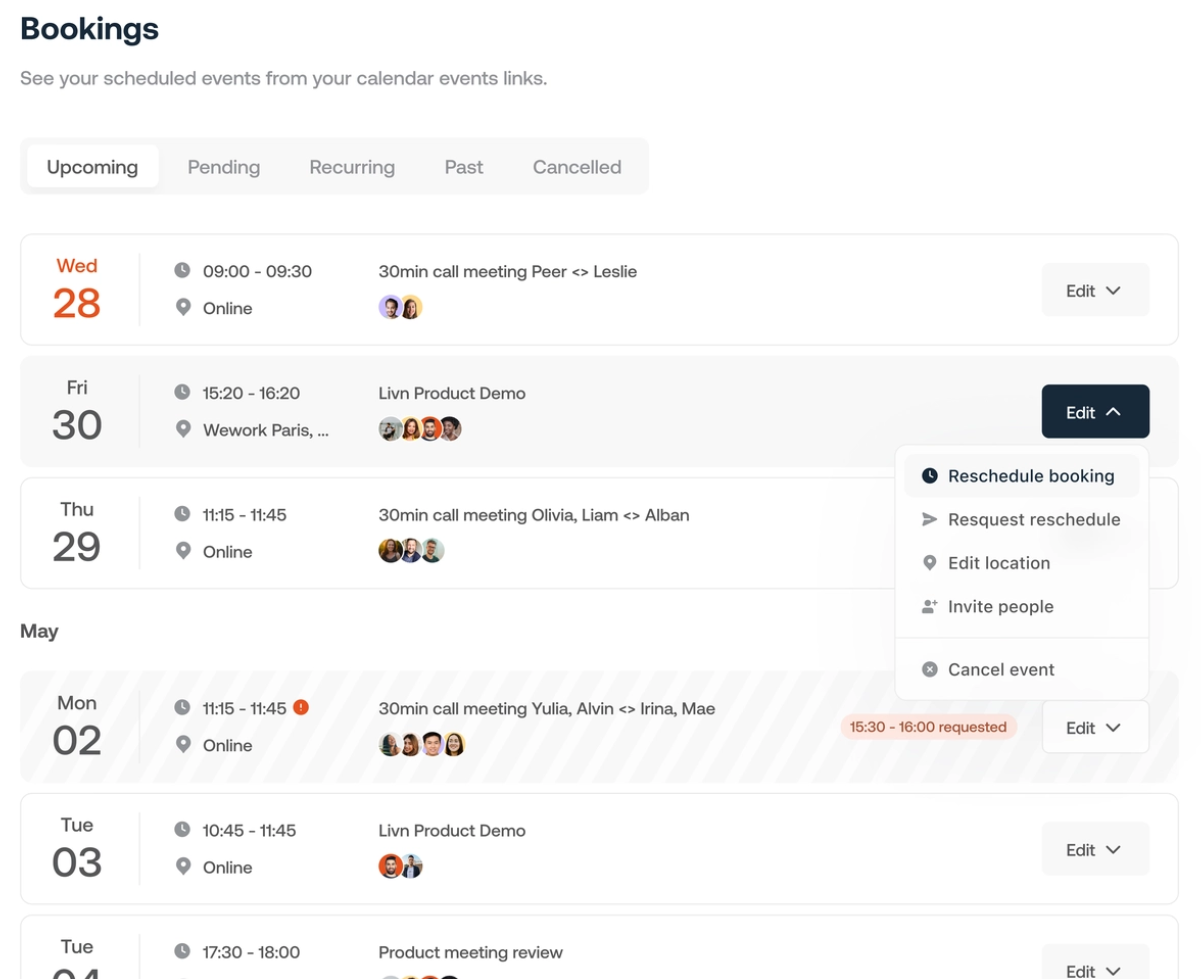 Bookings
See your scheduled events from your calendar events links.
Upcoming Pending Recurring Past Cancelled
Wed
28
09:00 - 09:30
Online
30min call meeting Peer <> Leslie
Edit
Fri
30
15:20 - 16:20
Wework Paris, ...
Livn Product Demo
Edit
Reschedule booking
Resquest reschedule
Edit location
Invite people
Cancel event
Thu
29
11:15 - 11:45
Online
30min call meeting Olivia, Liam <> Alban
May
Mon
02
11:15 - 11:45
Online
30min call meeting Yulia, Alvin <> Irina, Mae
15:30 - 16:00 requested
Edit
Tue
03
10:45 - 11:45
Online
Livn Product Demo
Edit
Tue
04
17:30 - 18:00
Product meeting review
Edit